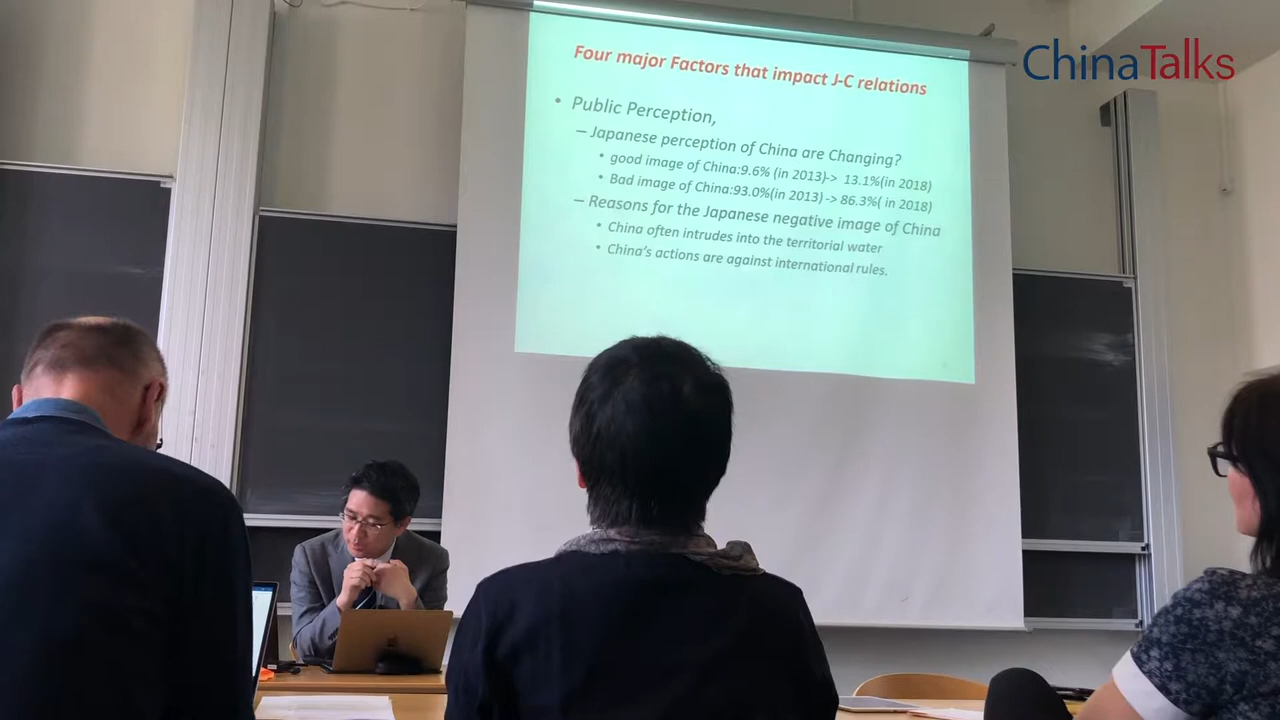 ChinaTalks
Four major Factors that impact J-C relations
• Public Perception,
– Japanese perception of China are Changing?
• good image of China:9.6% (in 2013)-> 13.1%(in 2018)
• Bad image of China:93.0%(in 2013) -> 86.3%( in 2018)
– Reasons for the Japanese negative image of China
• China often intrudes into the territorial water
• China's actions are against international rules.